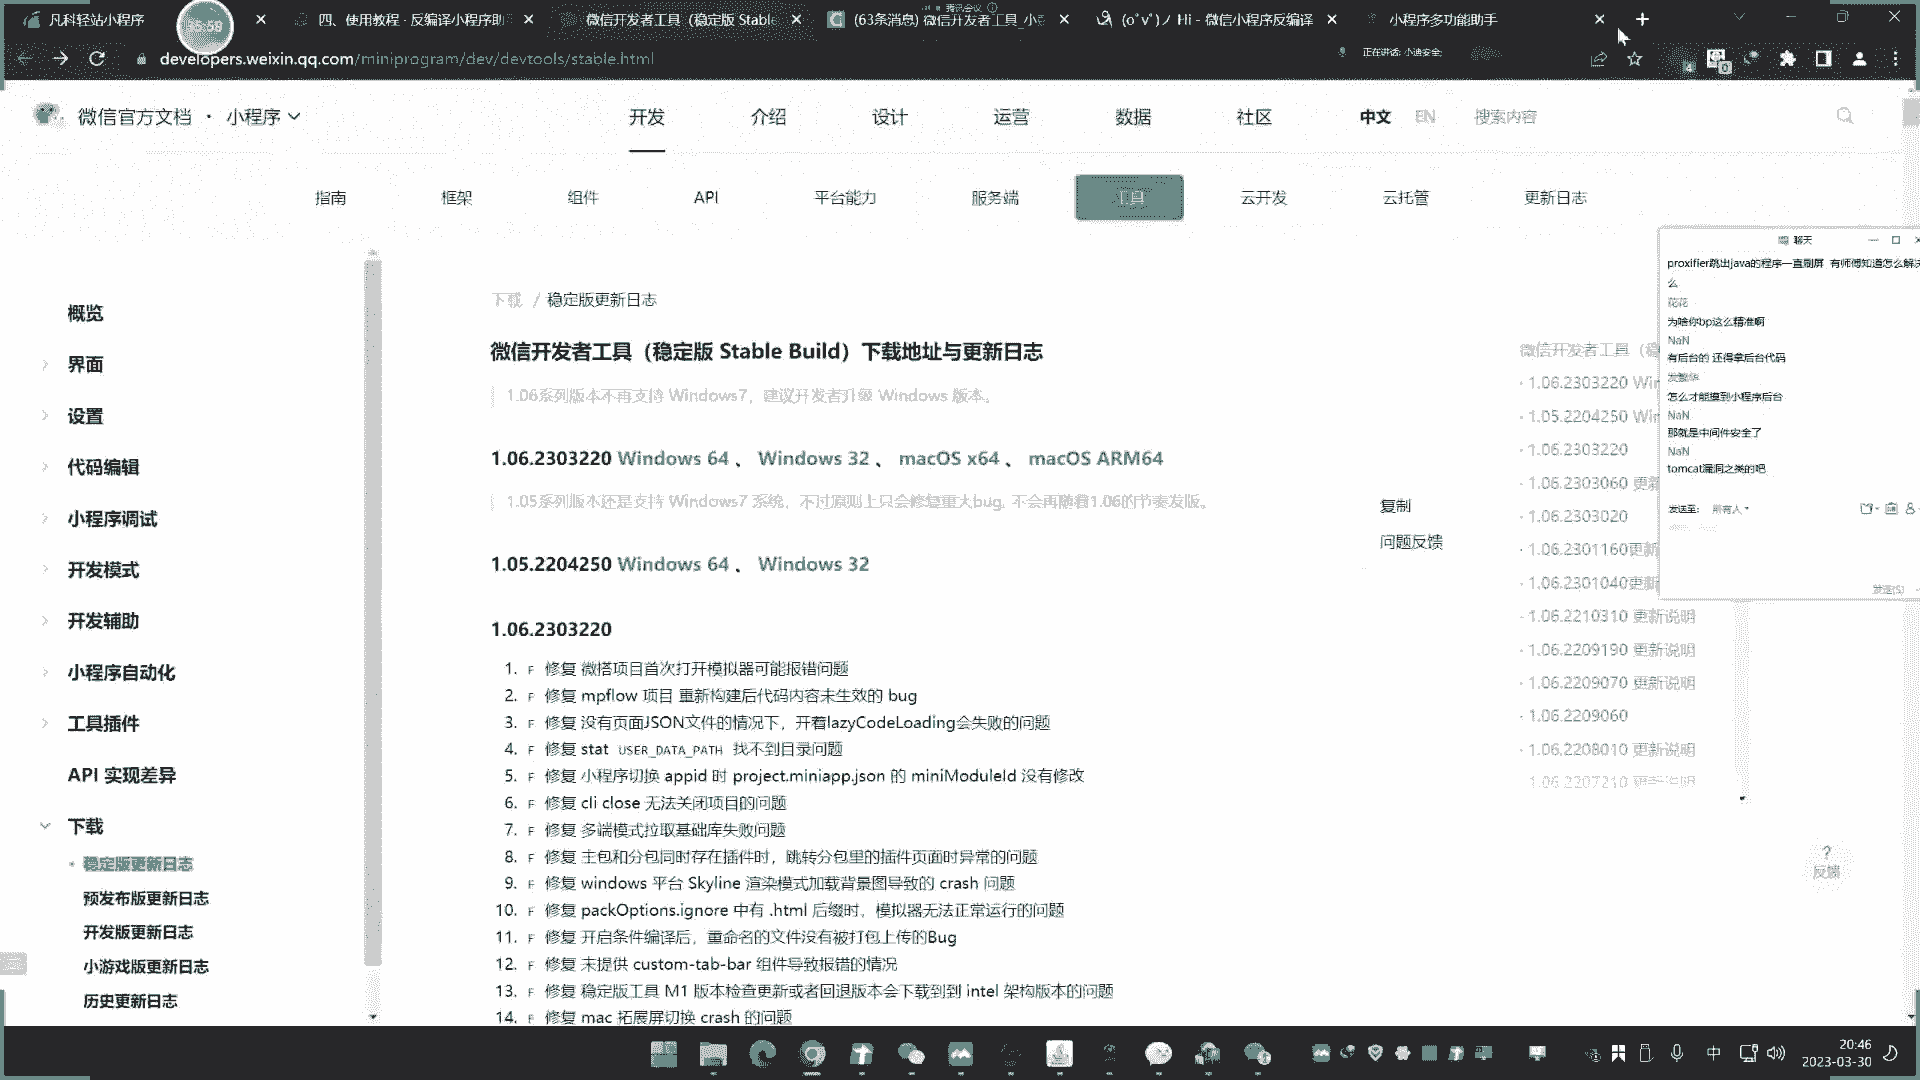 凡科轻站小程序
四、使用教程 · 反编译小程序助
微信开发者工具（稳定版 Stable
(63条消息) 微信开发者工具_小
(o°v°)ノ Hi - 微信小程序反编译
小程序多功能助手
腾讯会议
developers.weixin.qq.com/miniprogram/dev/devtools/stable.html
正在讲话: 小迪安全;
微信官方文档 · 小程序
开发
介绍
设计
运营
数据
社区
中文
EN
搜索内容
指南
框架
组件
API
平台能力
服务端
工具
云开发
云托管
更新日志
概览
界面
设置
代码编辑
小程序调试
开发模式
开发辅助
小程序自动化
工具插件
API 实现差异
下载
稳定版更新日志
预发布版更新日志
开发版更新日志
小游戏版更新日志
历史更新日志
下载 / 稳定版更新日志
微信开发者工具（稳定版 Stable Build）下载地址与更新日志
1.06系列版本不再支持 Windows7，建议开发者升级 Windows 版本。
1.06.2303220 Windows 64 、 Windows 32 、 macOS x64 、 macOS ARM64
1.05系列版本还是支持 Windows7 系统，不过原则上只会修复重大bug, 不会再随着1.06的节奏发版。
1.05.2204250 Windows 64 、 Windows 32
1.06.2303220
1. F 修复 微搭项目首次打开模拟器可能报错问题
2. F 修复 mpflow 项目 重新构建后代码内容未生效的 bug
3. F 修复 没有页面JSON文件的情况下，开着lazyCodeLoading会失败的问题
4. F 修复 stat USER_DATA_PATH 找不到目录问题
5. F 修复 小程序切换 appid 时 project.miniapp.json 的 miniModuleId 没有修改
6. F 修复 cli close 无法关闭项目的问题
7. F 修复 多端模式拉取基础库失败问题
8. F 修复 主包和分包同时存在插件时，跳转分包里的插件页面时异常的问题
9. F 修复 windows 平台 Skyline 渲染模式加载背景图导致的 crash 问题
10. F 修复 packOptions.ignore 中有 .html 后缀时，模拟器无法正常运行的问题
11. F 修复 开启条件编译后，重命名的文件没有被打包上传的Bug
12. F 修复 未提供 custom-tab-bar 组件导致报错的情况
13. F 修复 稳定版工具 M1 版本检查更新或者回退版本会下载到到 intel 架构版本的问题
14. F 修复 mac 拓展屏切换 crash 的问题
复制
问题反馈
微信开发者工具（稳
· 1.06.2303220 Win
· 1.05.2204250 Win
· 1.06.2303220
· 1.06.2303060 更新
· 1.06.2303020
· 1.06.2301160更新
· 1.06.2301040更新
· 1.06.2210310 更新说明
· 1.06.2209190 更新说明
· 1.06.2209070 更新说明
· 1.06.2209060
· 1.06.2208010 更新说明
· 1.06.2207210 更新说明
聊天
proxifier跳出java的程序一直刷屏 有师傅知道怎么解决
么
花花
为啥你bp这么精准啊
NaN
有后台的 还得拿后台代码
怎么才能摸到小程序后台
NaN
那就是中间件安全了
NaN
tomcat漏洞之类的吧
发送至: 所有人
发送(S)
?
反馈
中
20:46
2023-03-30